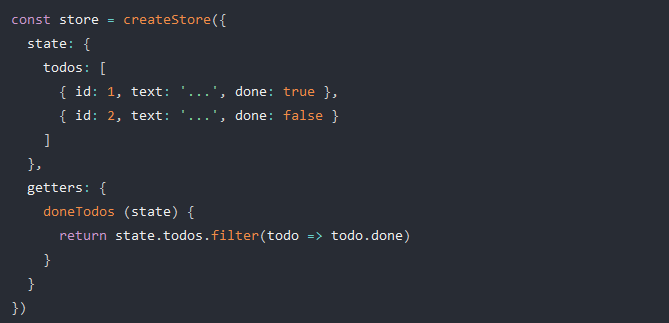 const store = createStore({
  state: {
    todos: [
      { id: 1, text: '...', done: true },
      { id: 2, text: '...', done: false }
    ]
  },
  getters: {
    doneTodos (state) {
      return state.todos.filter(todo => todo.done)
    }
  }
})